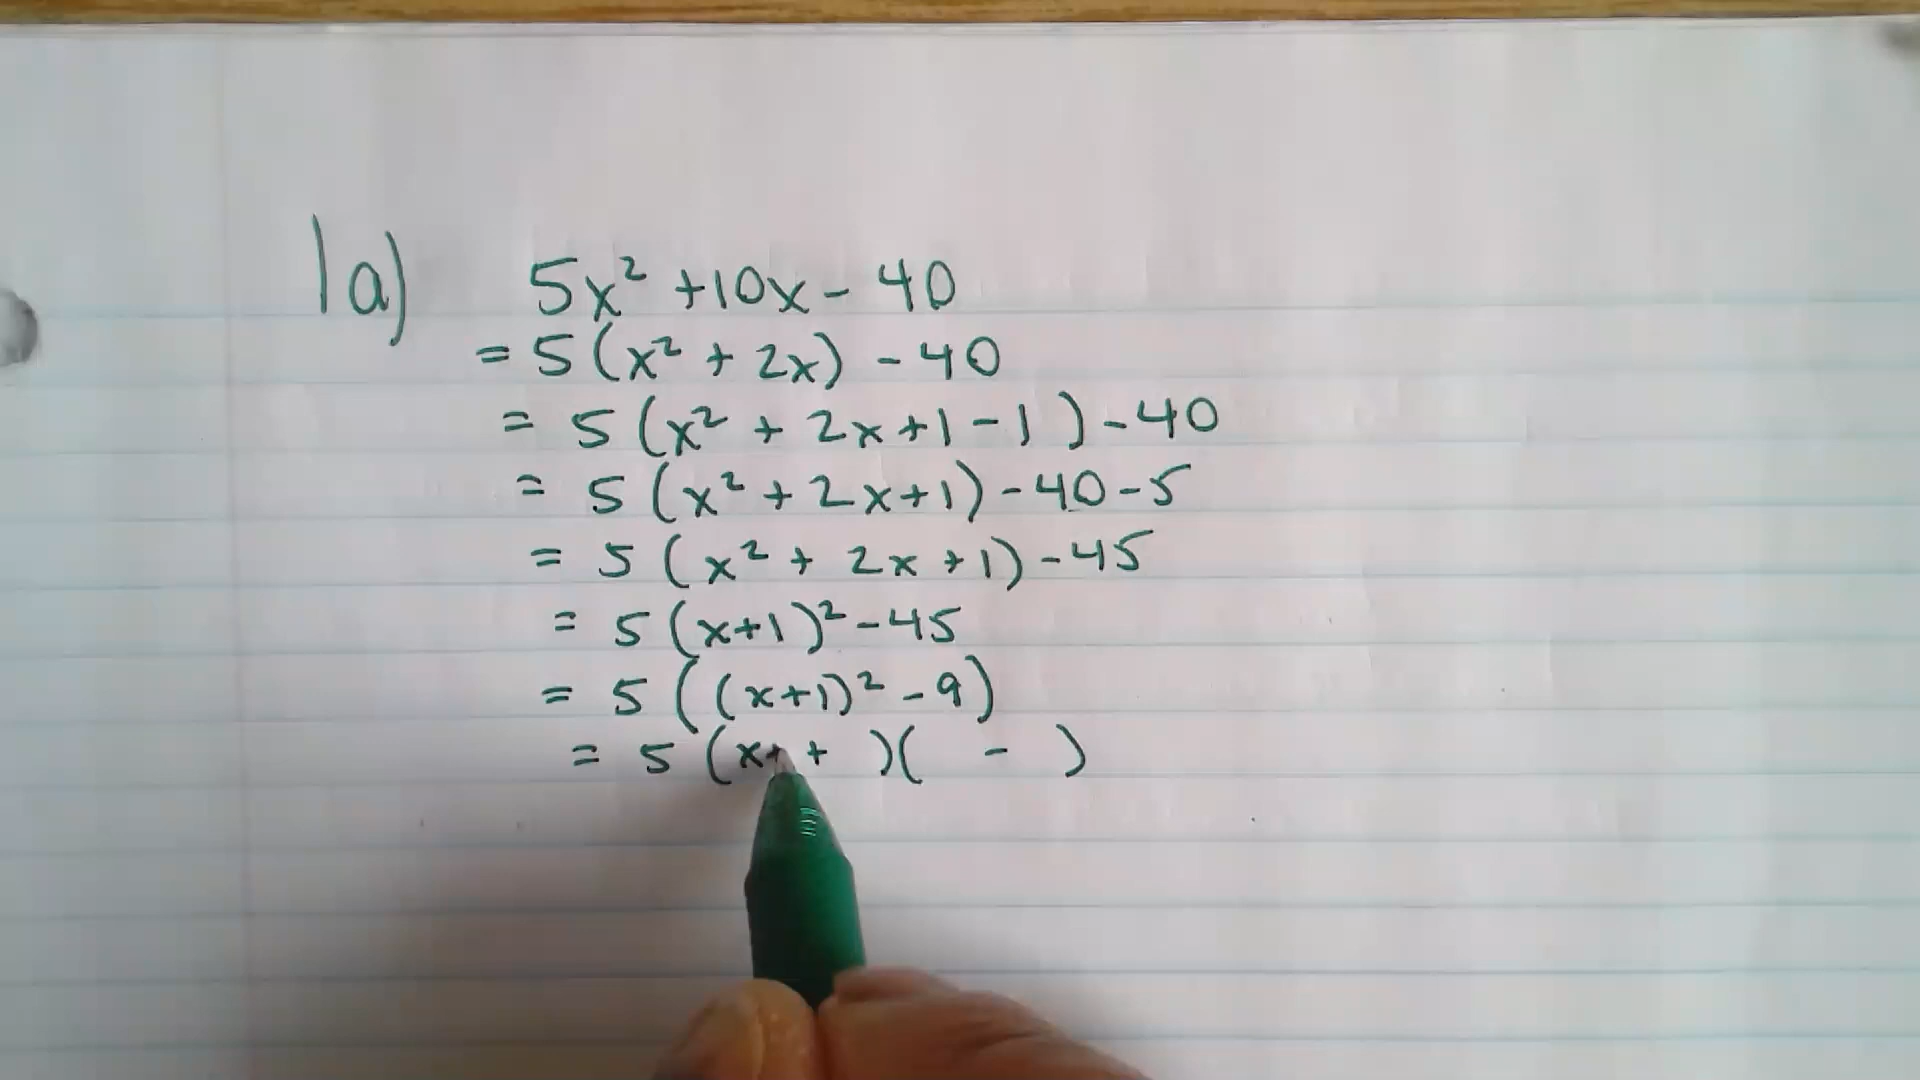 1a) 5x² +10x - 40
= 5(x² + 2x) - 40
= 5(x² + 2x+1-1) - 40
= 5(x² + 2x+1) - 40 - 5
= 5(x² + 2x+1) - 45
= 5(x+1)² - 45
= 5((x+1)² - 9)
= 5(x+ + )( - )